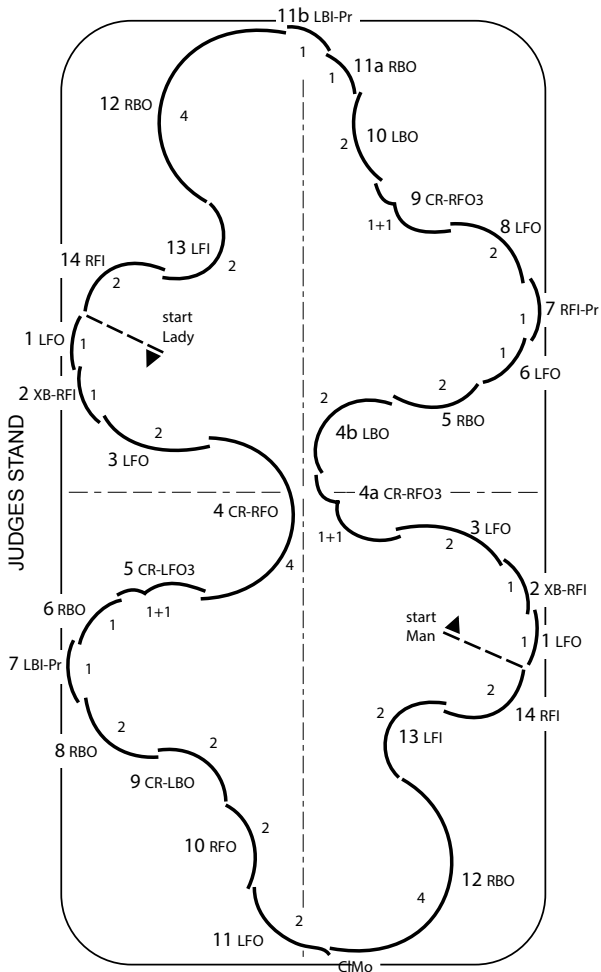 11b LBI-Pr
1
11a RBO
1
12 RBO
4
10 LBO
2
9 CR-RFO3
1+1
8 LFO
2
13 LFI
2
14 RFI
2
7 RFI-Pr
1
start
Lady
1 LFO
1
6 LFO
1
2 XB-RFI
1
2
5 RBO
2
4b LBO
2
3 LFO
JUDGES STAND
4a CR-RFO3
4 CR-RFO
4
3 LFO
2
1+1
5 CR-LFO3
1+1
2 XB-RFI
1
6 RBO
1
start
Man
1 LFO
1
7 LBI-Pr
1
14 RFI
2
13 LFI
2
8 RBO
2
9 CR-LBO
2
10 RFO
2
12 RBO
4
11 LFO
2
ClMo